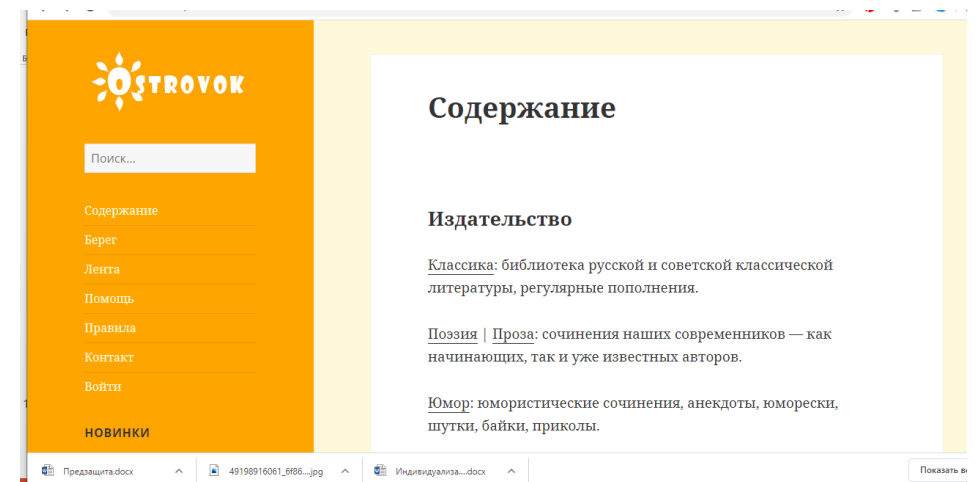 OSTROVOK
Поиск...
Содержание
Берег
Лента
Помощь
Правила
Контакт
Войти
НОВИНКИ
Содержание
Издательство
Классика: библиотека русской и советской классической
литературы, регулярные пополнения.
Поэзия | Проза: сочинения наших современников — как
начинающих, так и уже известных авторов.
Юмор: юмористические сочинения, анекдоты, юморески,
шутки, байки, приколы.
Предзащита.docx
49198916061_6f86....jpg
Индивидуализа....docx
Показать